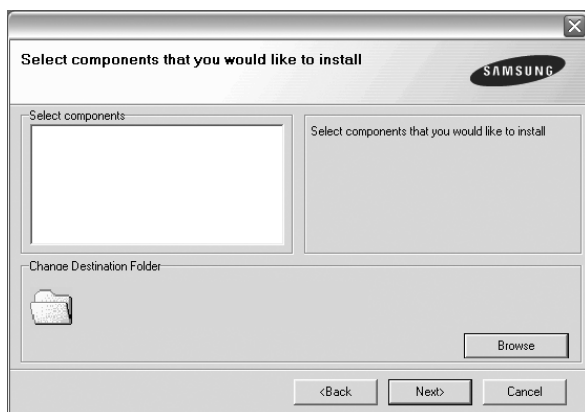 Select components that you would like to install
SAMSUNG
Select components
Select components that you would like to install
Change Destination Folder
Browse
<Back
Next>
Cancel